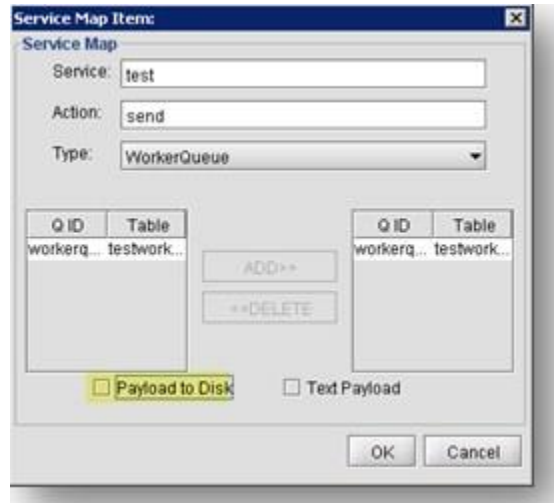 Service Map Item:
Service Map
Service: test
Action: send
Type: WorkerQueue
Q ID Table Q ID Table
workerq... testwork... workerq... testwork...
ADD>>
<<DELETE
Payload to Disk Text Payload
OK Cancel